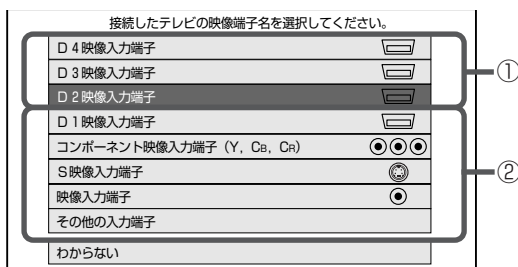 接続したテレビの映像端子名を選択してください。
D4映像入力端子
D3映像入力端子
①
D2映像入力端子
D1映像入力端子
コンポーネント映像入力端子（Y, CB, CR）
S映像入力端子
②
映像入力端子
その他の入力端子
わからない